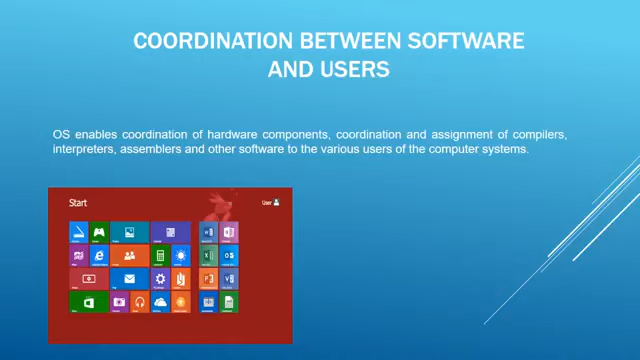 COORDINATION BETWEEN SOFTWARE
AND USERS
OS enables coordination of hardware components, coordination and assignment of compilers,
interpreters, assemblers and other software to the various users of the computer systems.
Start
User